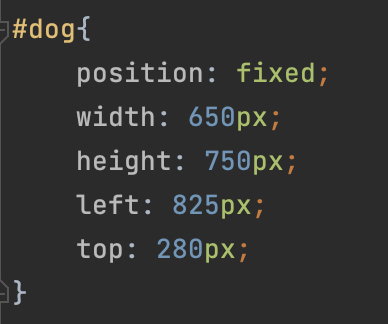 #dog{
    position: fixed;
    width: 650px;
    height: 750px;
    left: 825px;
    top: 280px;
}